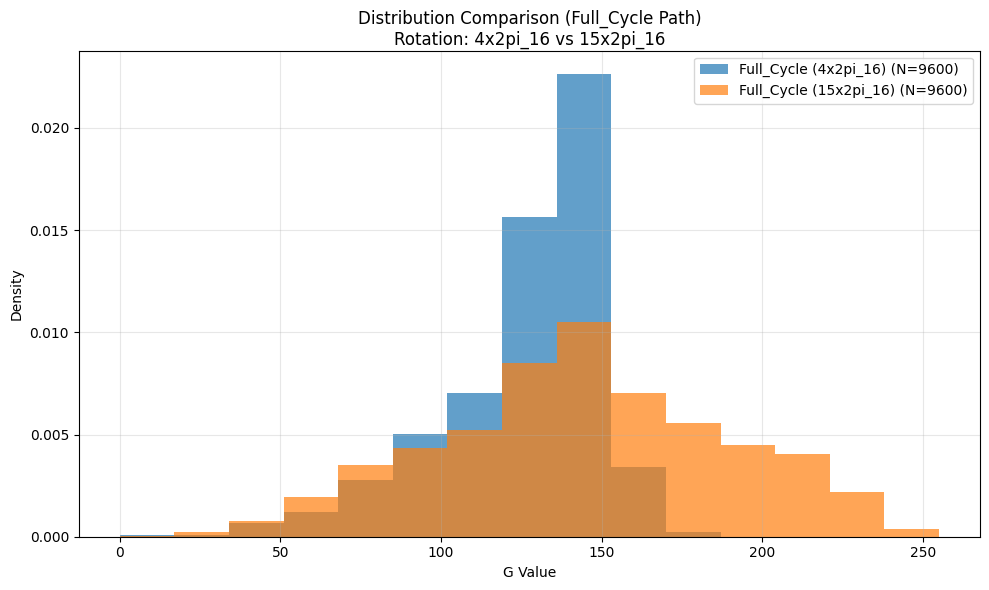 Distribution Comparison (Full_Cycle Path)
Rotation: 4x2pi_16 vs 15x2pi_16
Full_Cycle (4x2pi_16) (N=9600)
Full_Cycle (15x2pi_16) (N=9600)
Density
0.020
0.015
0.010
0.005
0.000
0 50 100 150 200 250
G Value